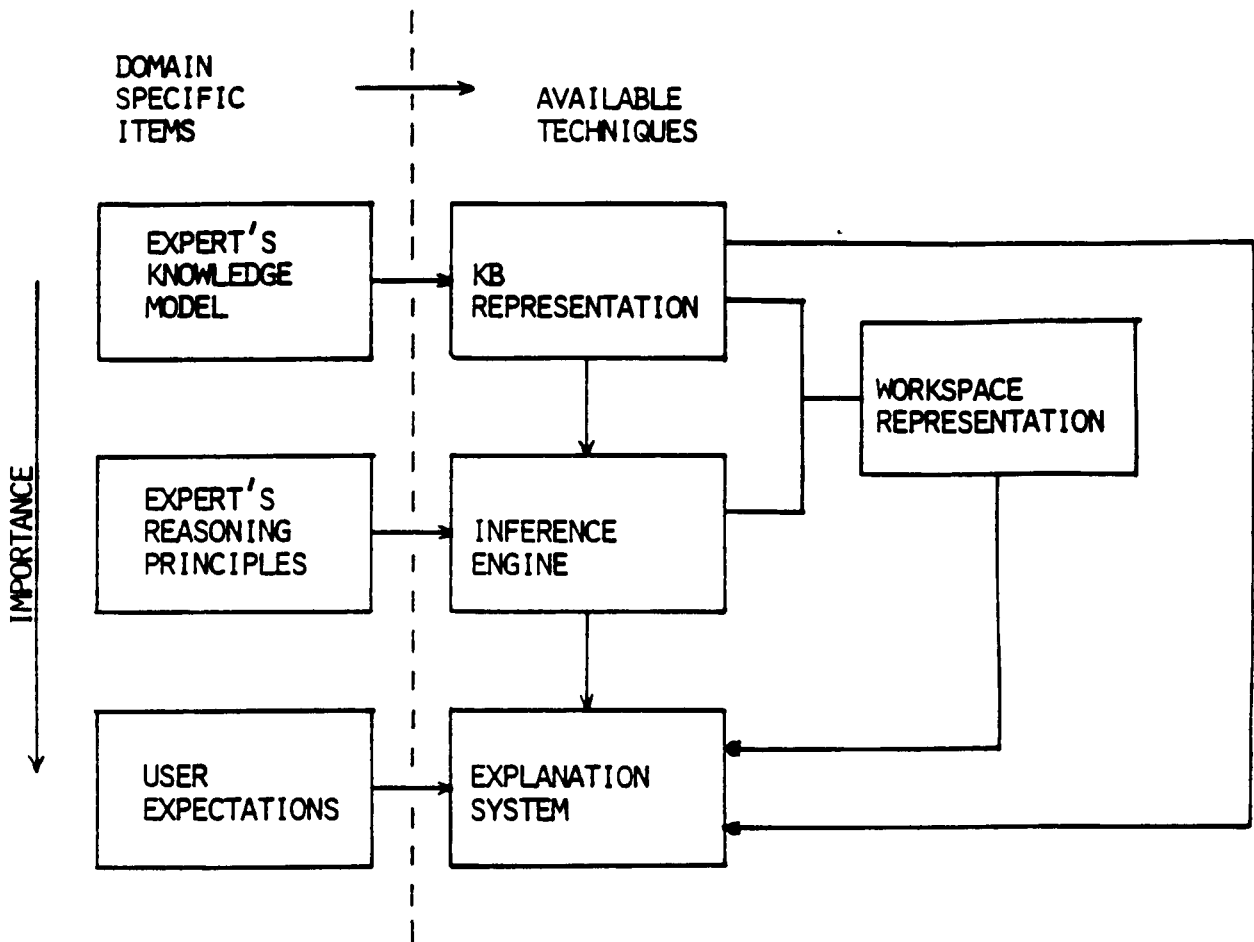 DOMAIN
SPECIFIC
ITEMS
AVAILABLE
TECHNIQUES
EXPERT'S
KNOWLEDGE
MODEL
KB
REPRESENTATION
WORKSPACE
REPRESENTATION
IMPORTANCE
EXPERT'S
REASONING
PRINCIPLES
INFERENCE
ENGINE
USER
EXPECTATIONS
EXPLANATION
SYSTEM